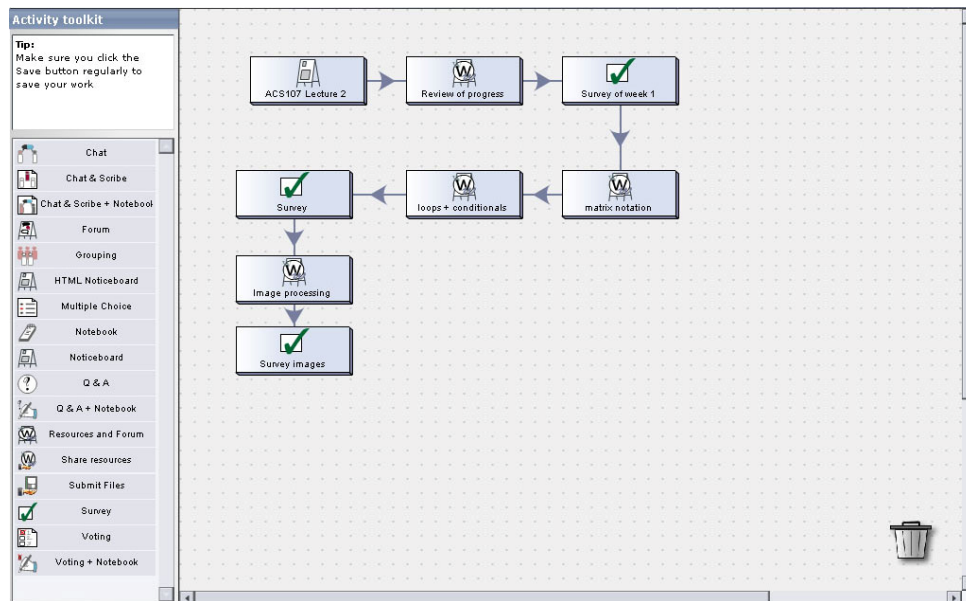 Activity toolkit
Tip:
Make sure you click the
Save button regularly to
save your work
Chat
Chat & Scribe
Chat & Scribe + Notebook
Forum
Grouping
HTML Noticeboard
Multiple Choice
Notebook
Noticeboard
Q & A
Q & A + Notebook
Resources and Forum
Share resources
Submit Files
Survey
Voting
Voting + Notebook
ACS107 Lecture 2
Review of progress
Survey of week 1
Survey
loops + conditionals
matrix notation
Image processing
Survey images